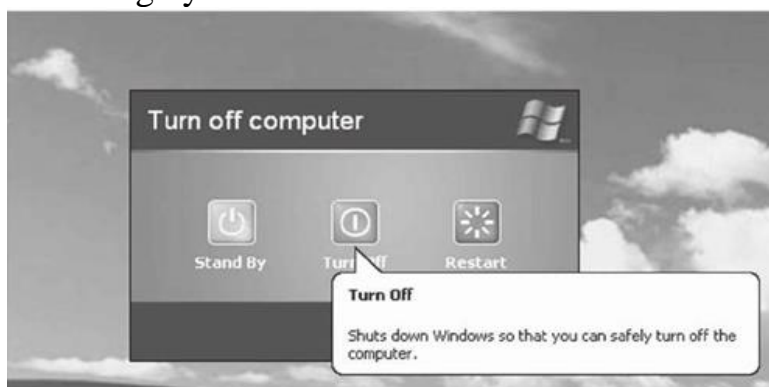 Turn off computer
Stand By
Turn Off
Restart
Turn Off
Shuts down Windows so that you can safely turn off the
computer.